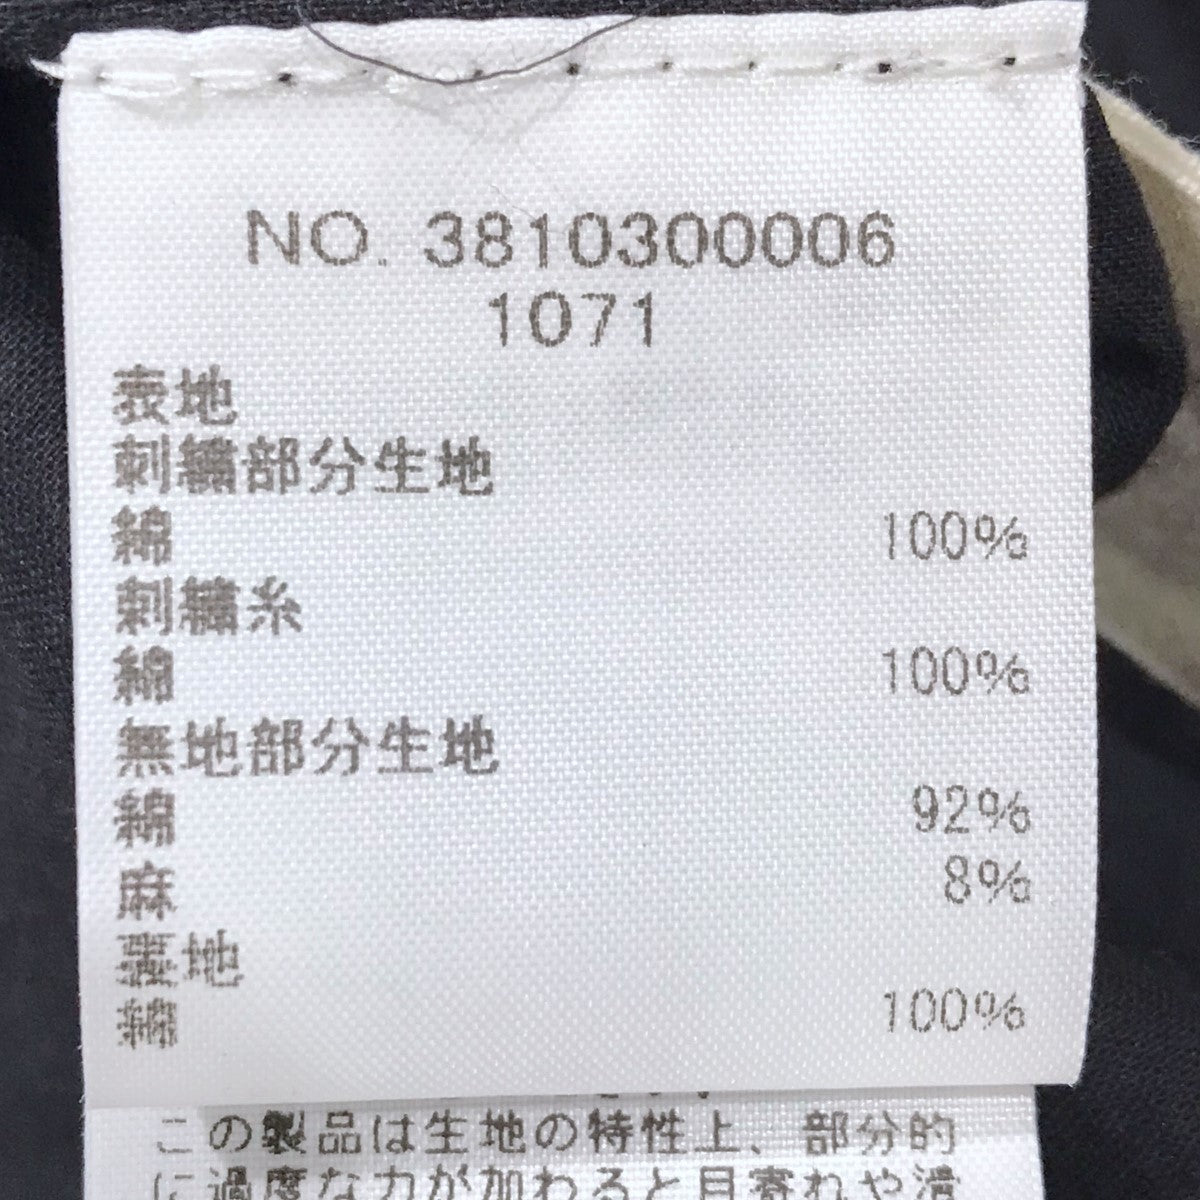 NO. 3810300006
1071
表地
刺繍部分生地
綿 100%
刺繍糸
綿 100%
無地部分生地
綿 92%
麻 8%
裏地
綿 100%
この製品は生地の特性上、部分的
に過度な力が加わると目寄れや滑